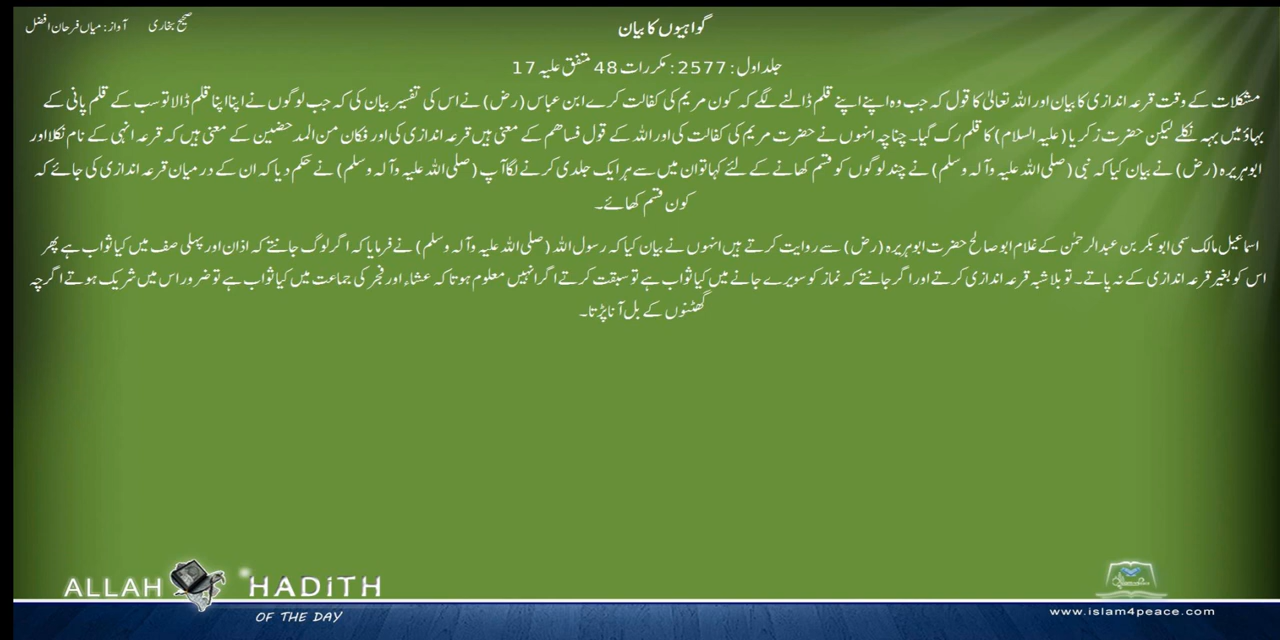 صحیح بخاری
آواز: میاں فرحان افضل
گواہیوں کا بیان
جلد اول : 2577 : مکررات 48 متفق علیہ 17
مشکلات کے وقت قرعہ اندازی کا بیان اور اللہ تعالیٰ کا قول کہ جب وہ اپنے اپنے قلم ڈالنے لگے کہ کون مریم کی کفالت کرے ابن عباس (رض) نے اس کی تفسیر بیان کی کہ جب لوگوں نے اپنا اپنا قلم ڈالا تو سب کے قلم پانی کے
بہاؤ میں بہہ نکلے لیکن حضرت زکریا (علیہ السلام) کا قلم رک گیا۔ چناچہ انہوں نے حضرت مریم کی کفالت کی اور اللہ کے قول فساھم کے معنی ہیں قرعہ اندازی کی اور فکان من المدحضین کے معنی ہیں کہ قرعہ انہی کے نام نکلا اور
ابوہریرہ (رض) نے بیان کیا کہ نبی (صلی اللہ علیہ وآلہ وسلم) نے چند لوگوں کو قسم کھانے کے لئے کہا تو ان میں سے ہر ایک جلدی کرنے لگا آپ (صلی اللہ علیہ وآلہ وسلم) نے حکم دیا کہ ان کے درمیان قرعہ اندازی کی جائے کہ
کون قسم کھائے۔
اسماعیل مالک سمی ابوبکر بن عبدالرحمٰن کے غلام ابوصالح حضرت ابوہریرہ (رض) سے روایت کرتے ہیں انہوں نے بیان کیا کہ رسول اللہ (صلی اللہ علیہ وآلہ وسلم) نے فرمایا کہ اگر لوگ جانتے کہ اذان اور پہلی صف میں کیا ثواب ہے پھر
اس کو بغیر قرعہ اندازی کے نہ پاتے۔ تو بلا شبہ قرعہ اندازی کرتے اور اگر جانتے کہ نماز کو سویرے جانے میں کیا ثواب ہے تو سبقت کرتے اگر انہیں معلوم ہوتا کہ عشاء اور فجر کی جماعت میں کیا ثواب ہے تو ضرور اس میں شریک ہوتے اگرچہ
گھٹنوں کے بل آنا پڑتا۔
ALLAH HADITH
OF THE DAY
www.islam4peace.com